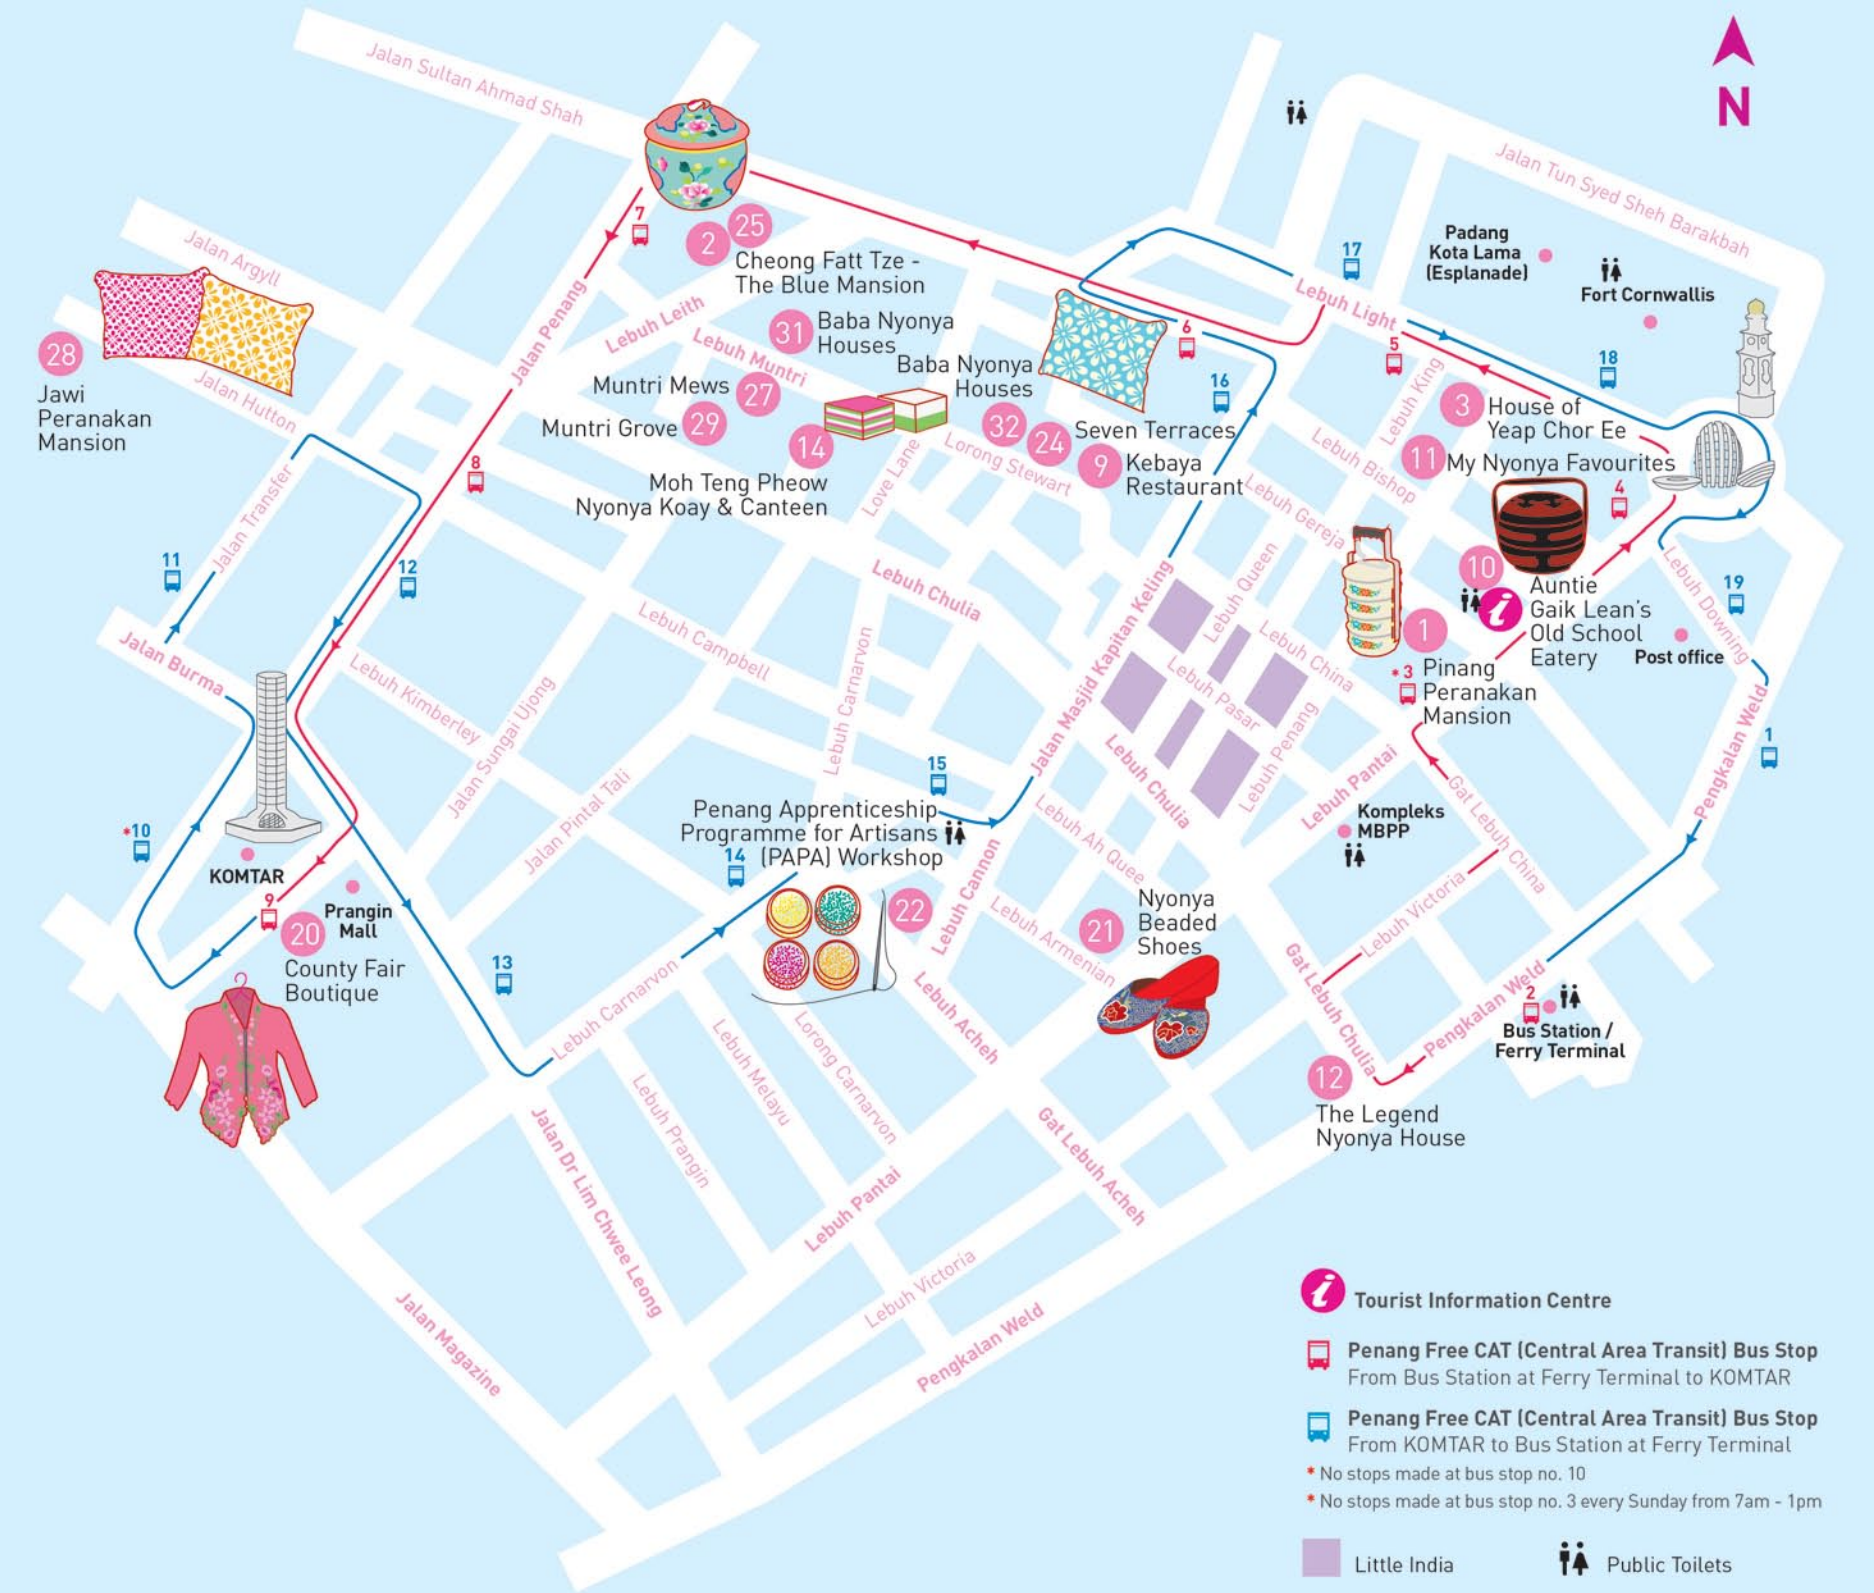 Jalan Sultan Ahmad Shah
N
Jalan Tun Syed Sheh Barakbah
7
25
2
Cheong Fatt Tze -
The Blue Mansion
17
Padang
Kota Lama
(Esplanade)
Fort Cornwallis
Jalan Argyll
Jalan Penang
Lebuh Leith
Lebuh Muntri
31
Baba Nyonya
Houses
Lebuh Light
6
5
18
28
Jawi
Peranakan
Mansion
Jalan Hutton
Muntri Mews
27
Muntri Grove
29
14
Moh Teng Pheow
Nyonya Koay & Canteen
Baba Nyonya
Houses
32
24
Seven Terraces
9
Kebaya
Restaurant
16
Lebuh King
3
House of
Yeap Chor Ee
11
My Nyonya Favourites
4
Lebuh Bishop
Lorong Stewart
Love Lane
Lebuh Gereja
8
Jalan Transfer
11
12
Lebuh Chulia
Jalan Masjid Kapitan Keling
Lebuh Queen
Lebuh China
10
Auntie
Gaik Lean's
Old School
Eatery
Lebuh Downing
19
Post office
1
Pinang
Peranakan
Mansion
*3
Jalan Burma
Lebuh Kimberley
Lebuh Campbell
Lebuh Carnarvon
Lebuh Pasar
Lebuh Penang
Pengkalan Weld
1
Jalan Sungai Ujong
Jalan Pintal Tali
15
Lebuh Chulia
Lebuh Pantai
Gat Lebuh China
Kompleks
MBPP
*10
KOMTAR
9
Prangin
Mall
20
County Fair
Boutique
Penang Apprenticeship
Programme for Artisans
(PAPA) Workshop
14
22
Lebuh Cannon
Lebuh Ah Quee
Lebuh Armenian
21
Nyonya
Beaded
Shoes
Lebuh Victoria
Gat Lebuh Chulia
Pengkalan Weld
2
Bus Station /
Ferry Terminal
13
Lebuh Carnarvon
Lebuh Melayu
Lorong Carnarvon
Lebuh Acheh
12
The Legend
Nyonya House
Jalan Dr Lim Chwee Leong
Lebuh Prangin
Lebuh Pantai
Gat Lebuh Acheh
Lebuh Victoria
Pengkalan Weld
Jalan Magazine
i Tourist Information Centre
Penang Free CAT (Central Area Transit) Bus Stop
From Bus Station at Ferry Terminal to KOMTAR
Penang Free CAT (Central Area Transit) Bus Stop
From KOMTAR to Bus Station at Ferry Terminal
* No stops made at bus stop no. 10
* No stops made at bus stop no. 3 every Sunday from 7am - 1pm
Little India
Public Toilets